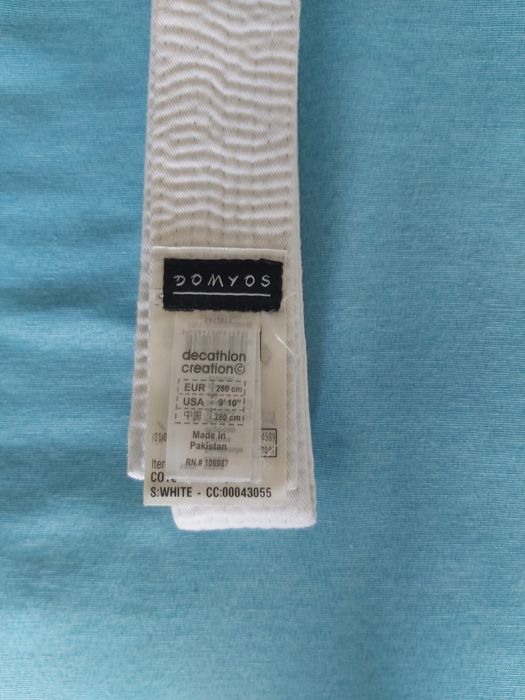 DOMYOS
decathlon
creation©
EUR 280 cm
USA 9' 10"
中国 280 cm
Made in
Pakistan
RN # 106987
S:WHITE - CC:00043055